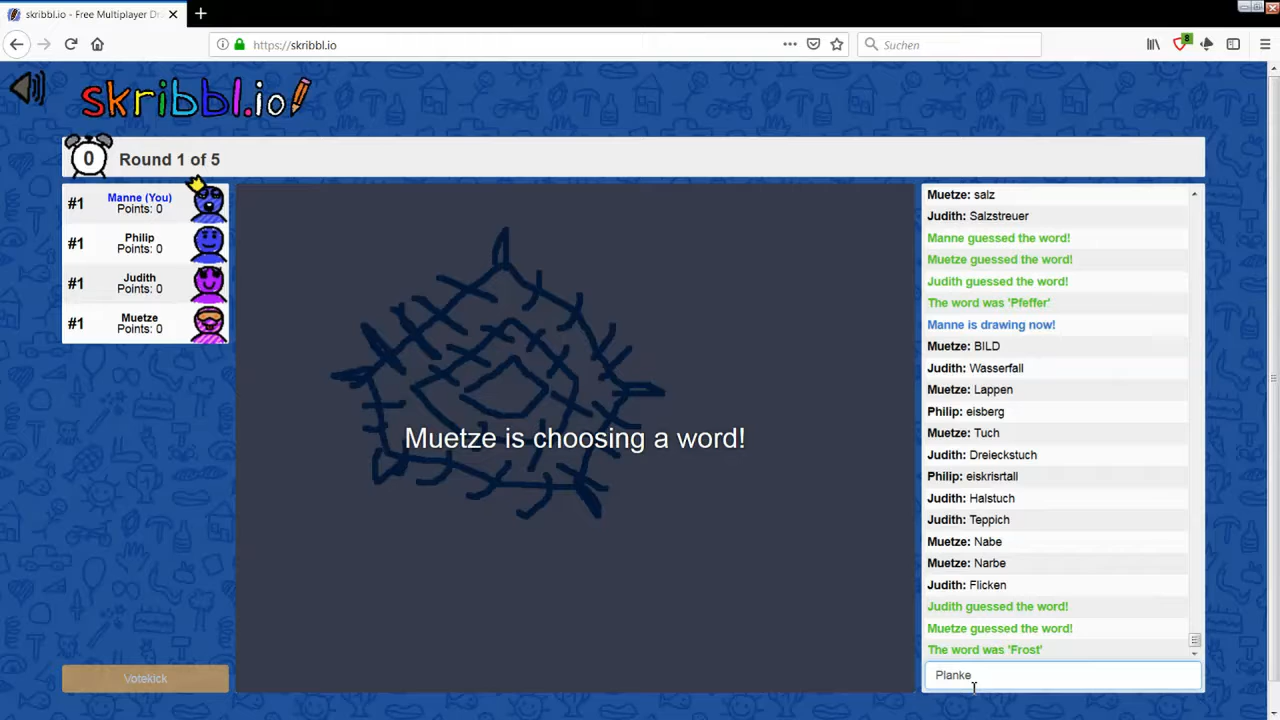 skribbl.io - Free Multiplayer Dr
https://skribbl.io
Suchen
8
skribbl.io
0
Round 1 of 5
#1
Manne (You)
Points: 0
#1
Philip
Points: 0
#1
Judith
Points: 0
#1
Muetze
Points: 0
Votekick
Muetze is choosing a word!
Muetze: salz
Judith: Salzstreuer
Manne guessed the word!
Muetze guessed the word!
Judith guessed the word!
The word was 'Pfeffer'
Manne is drawing now!
Muetze: BILD
Judith: Wasserfall
Muetze: Lappen
Philip: eisberg
Muetze: Tuch
Judith: Dreieckstuch
Philip: eiskrisrtall
Judith: Halstuch
Judith: Teppich
Muetze: Nabe
Muetze: Narbe
Judith: Flicken
Judith guessed the word!
Muetze guessed the word!
The word was 'Frost'
Planke